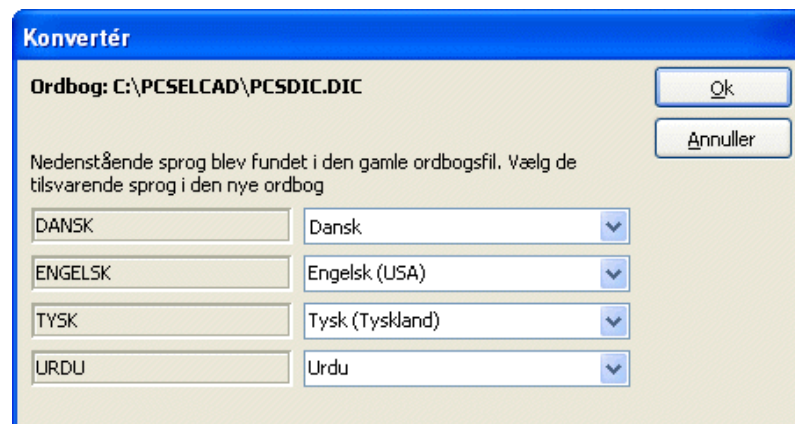 Konvertér
Ordbog: C:\PCSELCAD\PCSDIC.DIC
Ok
Annuller
Nedenstående sprog blev fundet i den gamle ordbogsfil. Vælg de
tilsvarende sprog i den nye ordbog
DANSK Dansk
ENGELSK Engelsk (USA)
TYSK Tysk (Tyskland)
URDU Urdu